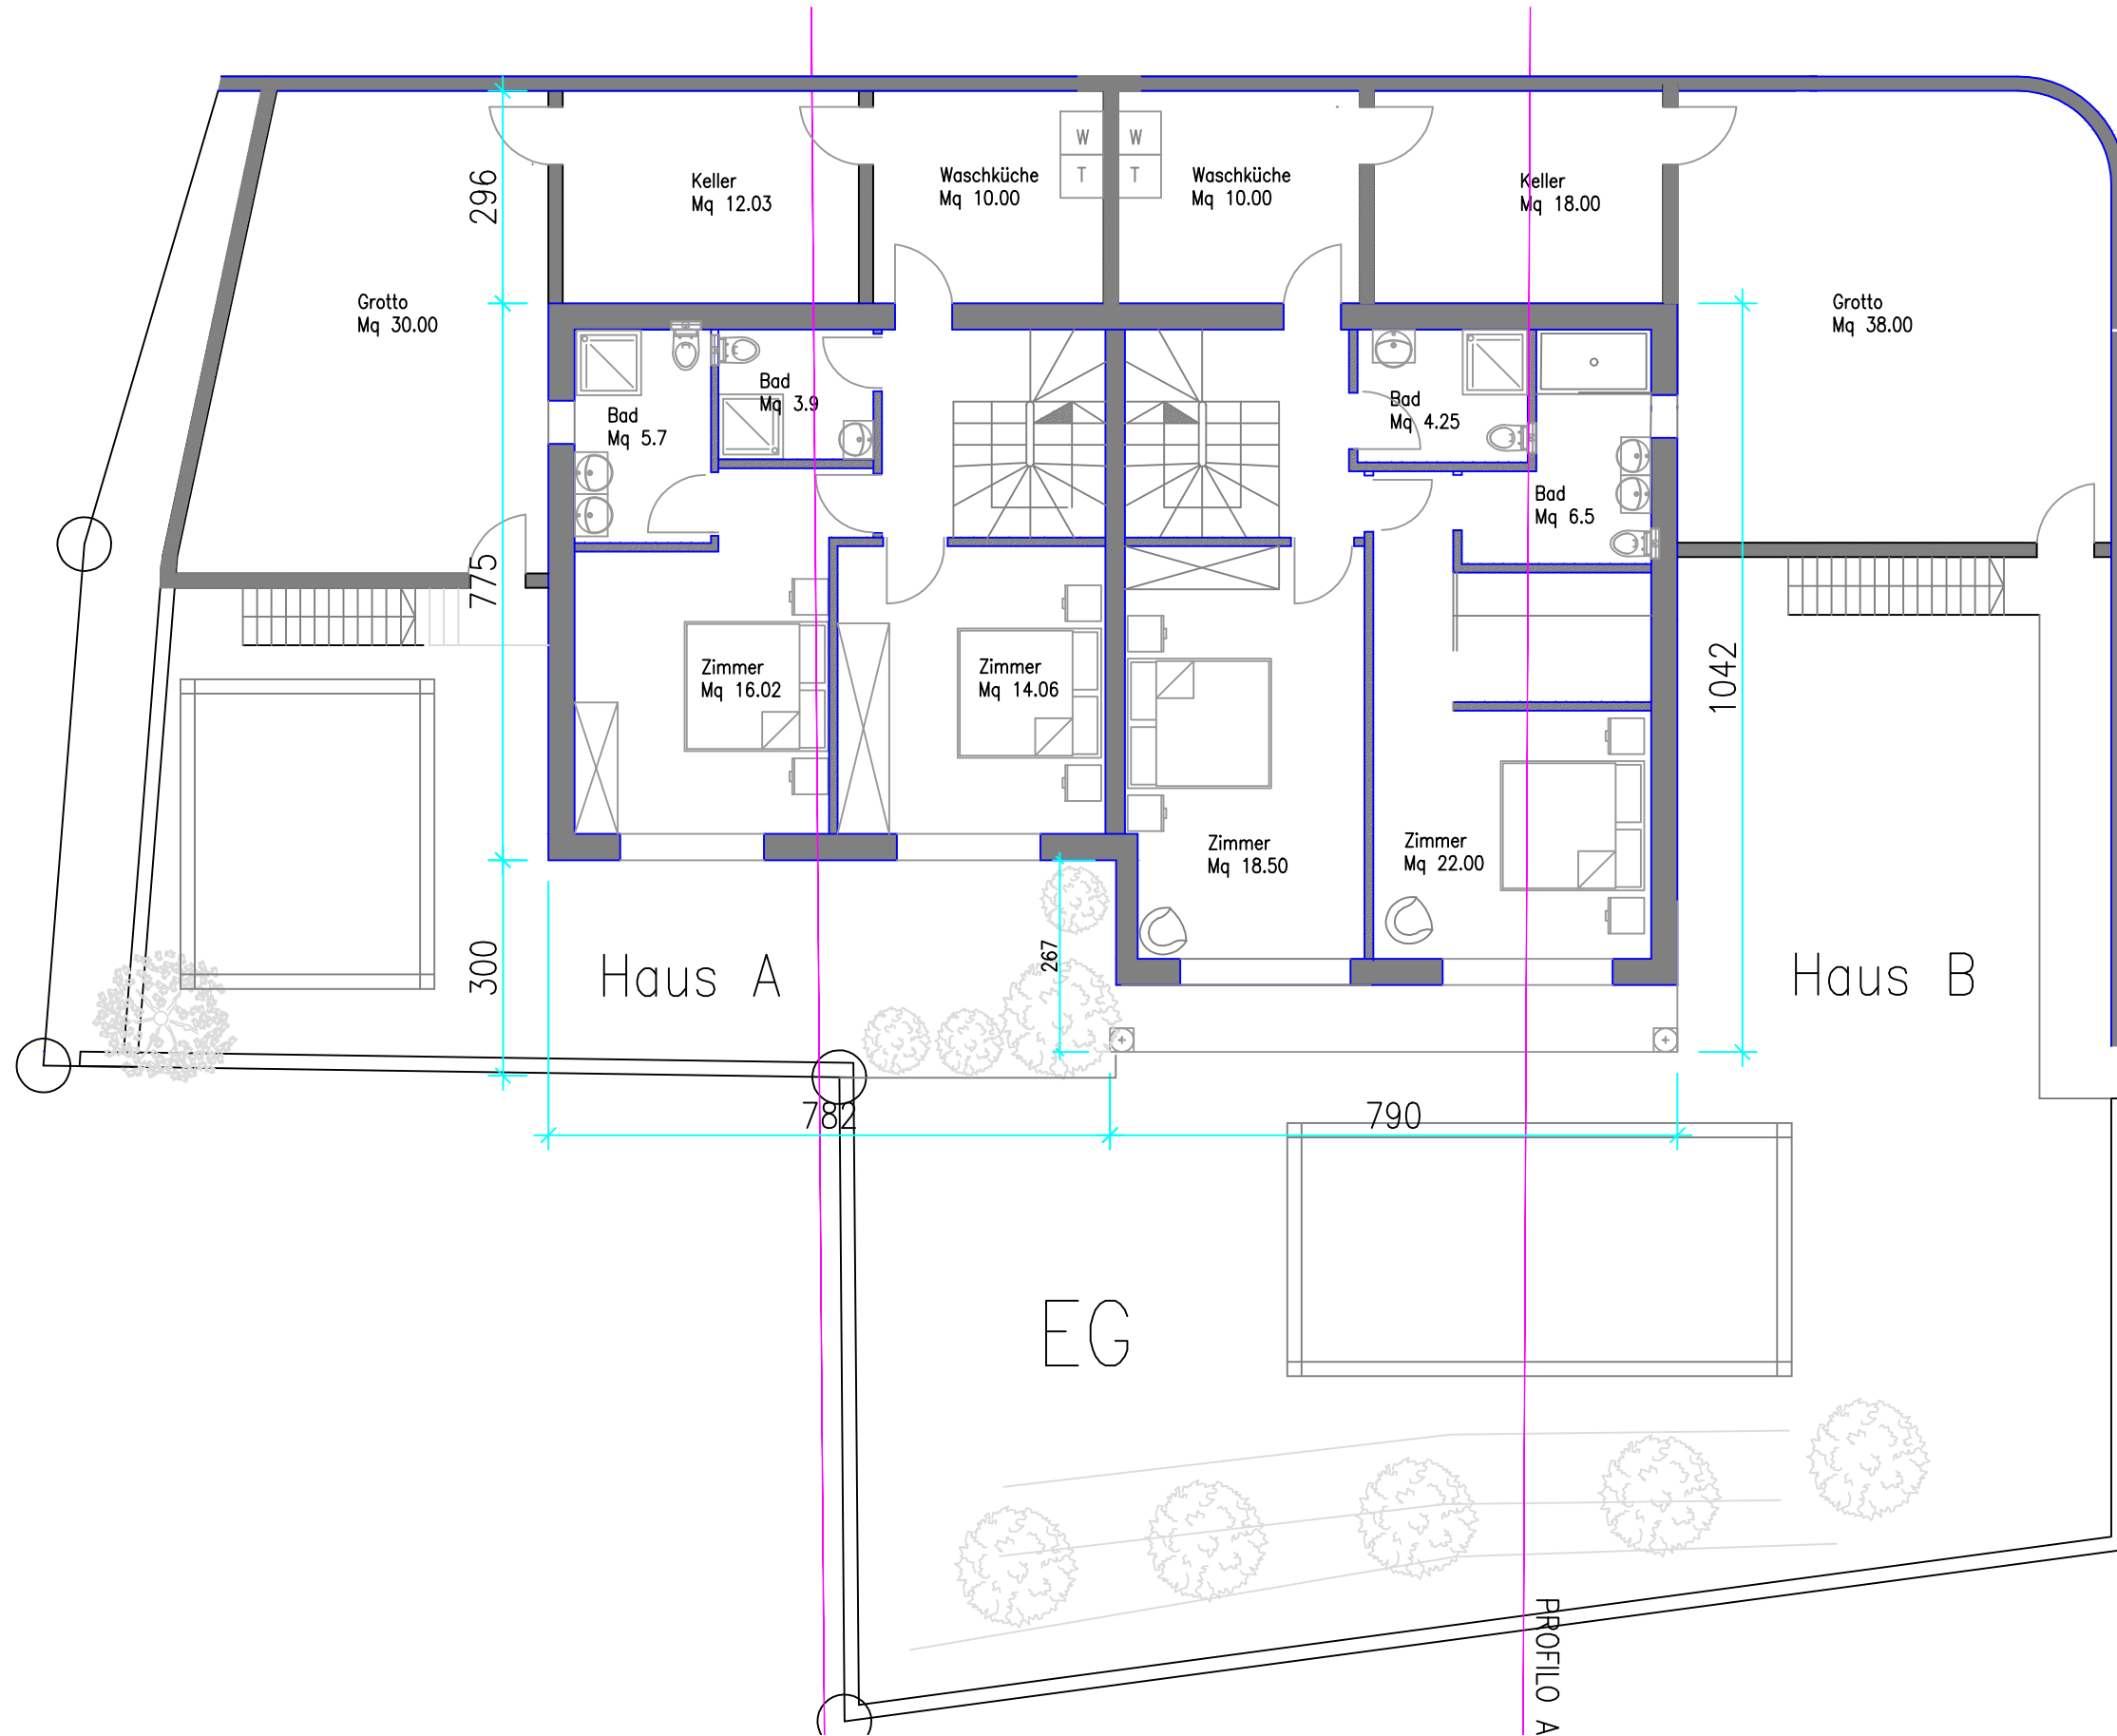 W
W
T
T
Keller
Mq 12.03
Waschküche
Mq 10.00
Waschküche
Mq 10.00
Keller
Mq 18.00
296
Grotto
Mq 30.00
Grotto
Mq 38.00
Bad
Mq 5.7
Bad
Mq 3.9
Bad
Mq 4.25
Bad
Mq 6.5
775
1042
Zimmer
Mq 16.02
Zimmer
Mq 14.06
Zimmer
Mq 18.50
Zimmer
Mq 22.00
300
Haus A
267
Haus B
782
790
EG
PROFILO A